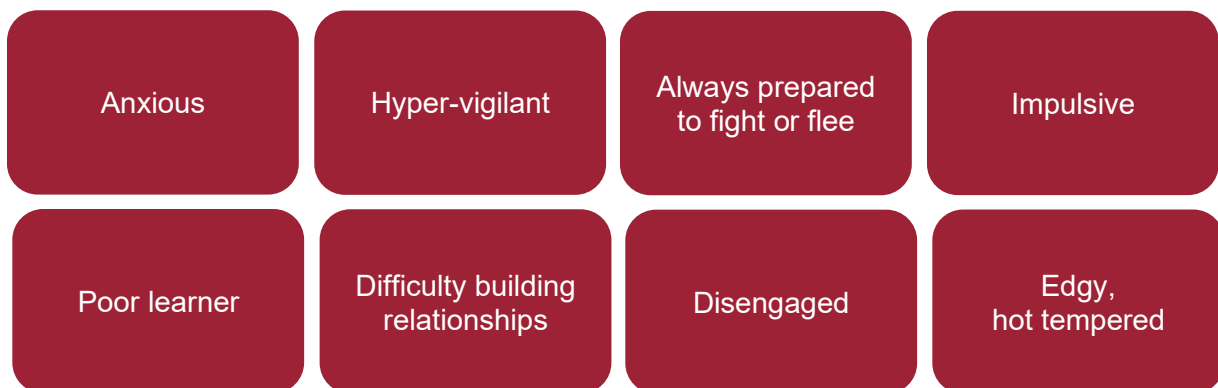 Anxious
Hyper-vigilant
Always prepared
to fight or flee
Impulsive
Poor learner
Difficulty building
relationships
Disengaged
Edgy,
hot tempered